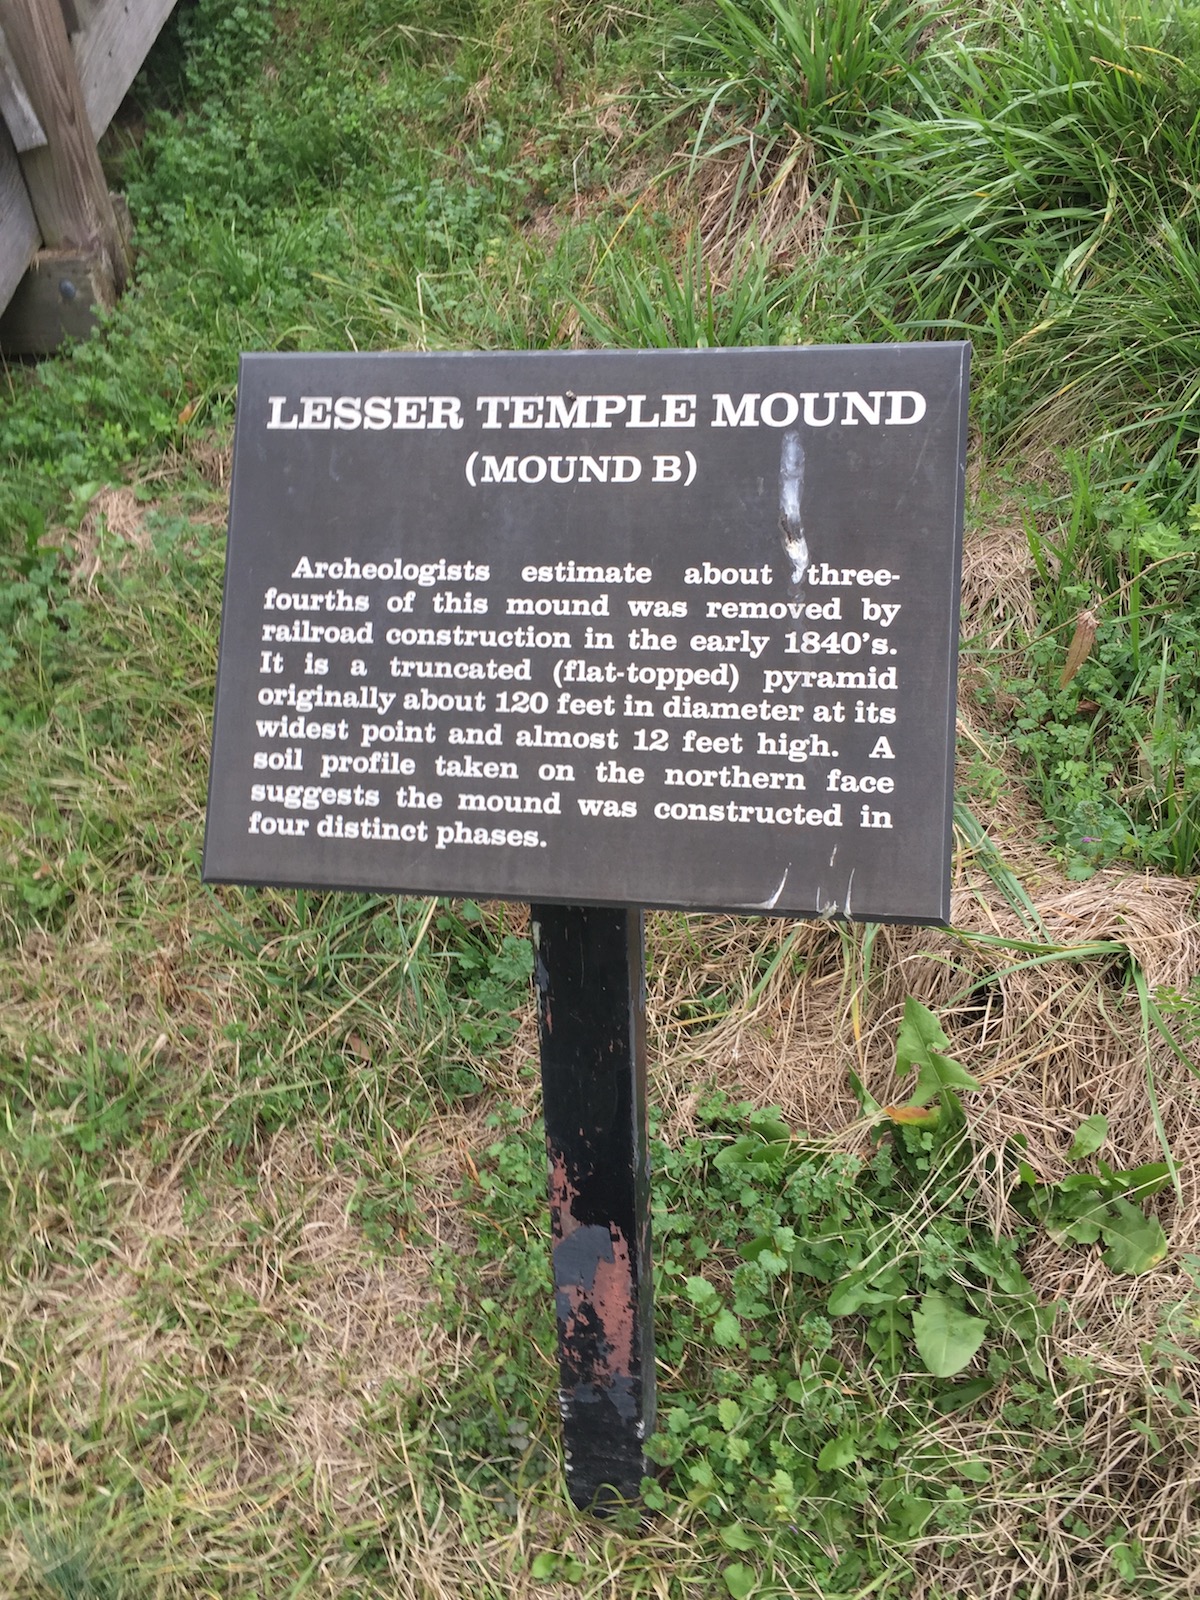 LESSER TEMPLE MOUND
(MOUND B)
Archeologists estimate about three-
fourths of this mound was removed by
railroad construction in the early 1840's.
It is a truncated (flat-topped) pyramid
originally about 120 feet in diameter at its
widest point and almost 12 feet high. A
soil profile taken on the northern face
suggests the mound was constructed in
four distinct phases.